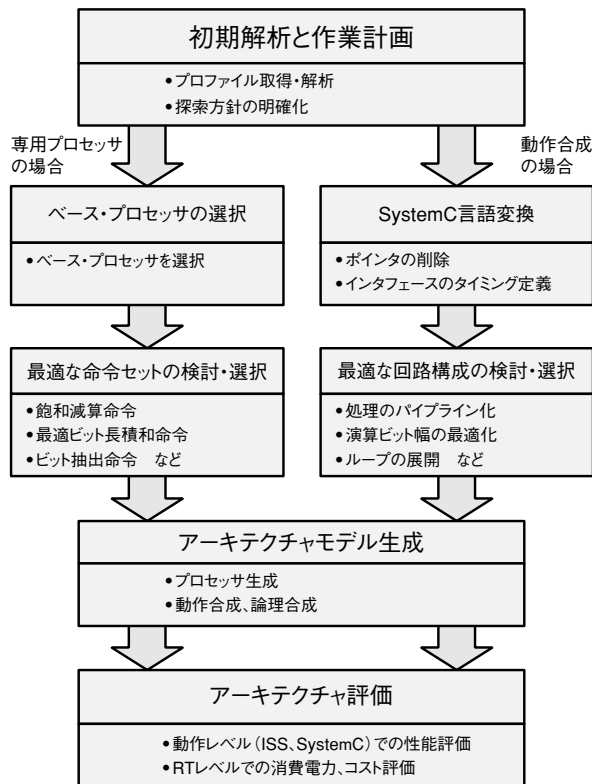 初期解析と作業計画
•プロファイル取得・解析
•探索方針の明確化
専用プロセッサ
の場合
動作合成
の場合
ベース・プロセッサの選択
•ベース・プロセッサを選択
SystemC言語変換
•ポインタの削除
•インタフェースのタイミング定義
最適な命令セットの検討・選択
•飽和減算命令
•最適ビット長積和命令
•ビット抽出命令　など
最適な回路構成の検討・選択
•処理のパイプライン化
•演算ビット幅の最適化
•ループの展開　など
アーキテクチャモデル生成
•プロセッサ生成
•動作合成、論理合成
アーキテクチャ評価
•動作レベル（ISS、SystemC）での性能評価
•RTレベルでの消費電力、コスト評価